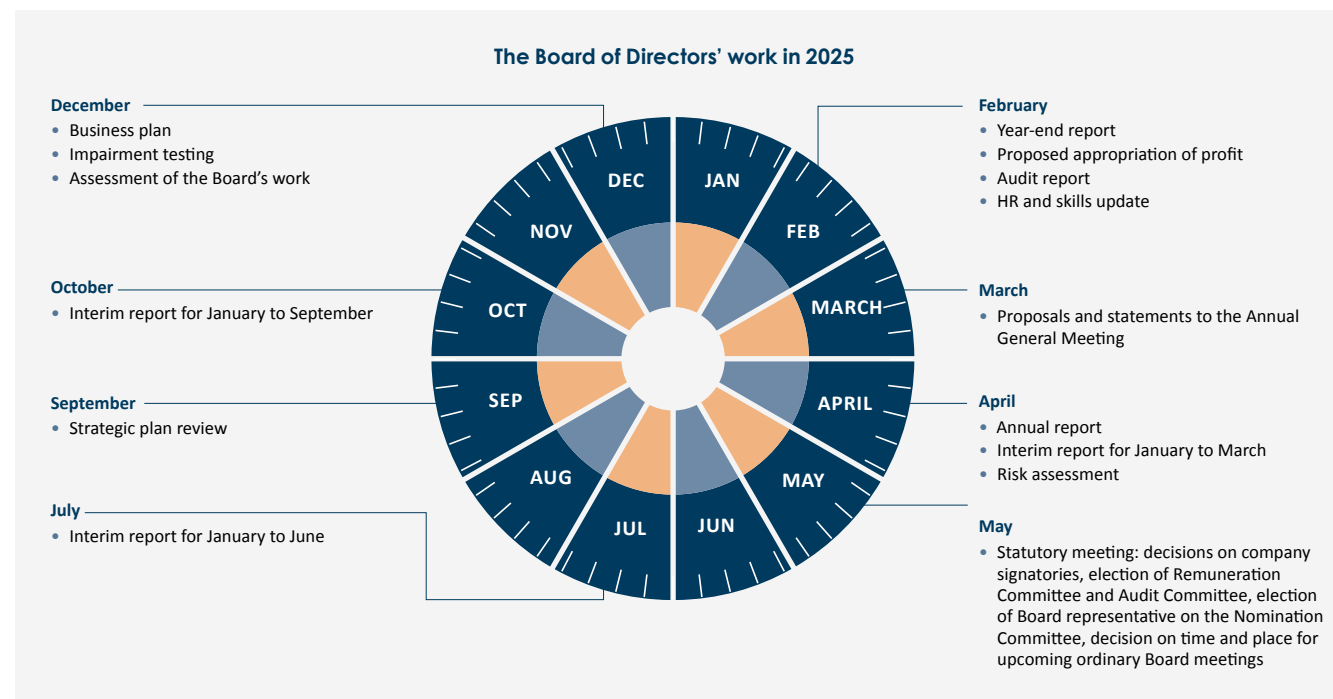 The Board of Directors’ work in 2025
December
• Business plan
• Impairment testing
• Assessment of the Board’s work
October
• Interim report for January to September
September
• Strategic plan review
July
• Interim report for January to June
JAN
FEB
MARCH
APRIL
MAY
JUN
JUL
AUG
SEP
OCT
NOV
DEC
February
• Year-end report
• Proposed appropriation of profit
• Audit report
• HR and skills update
March
• Proposals and statements to the Annual
General Meeting
April
• Annual report
• Interim report for January to March
• Risk assessment
May
• Statutory meeting: decisions on company
signatories, election of Remuneration
Committee and Audit Committee, election
of Board representative on the Nomination
Committee, decision on time and place for
upcoming ordinary Board meetings